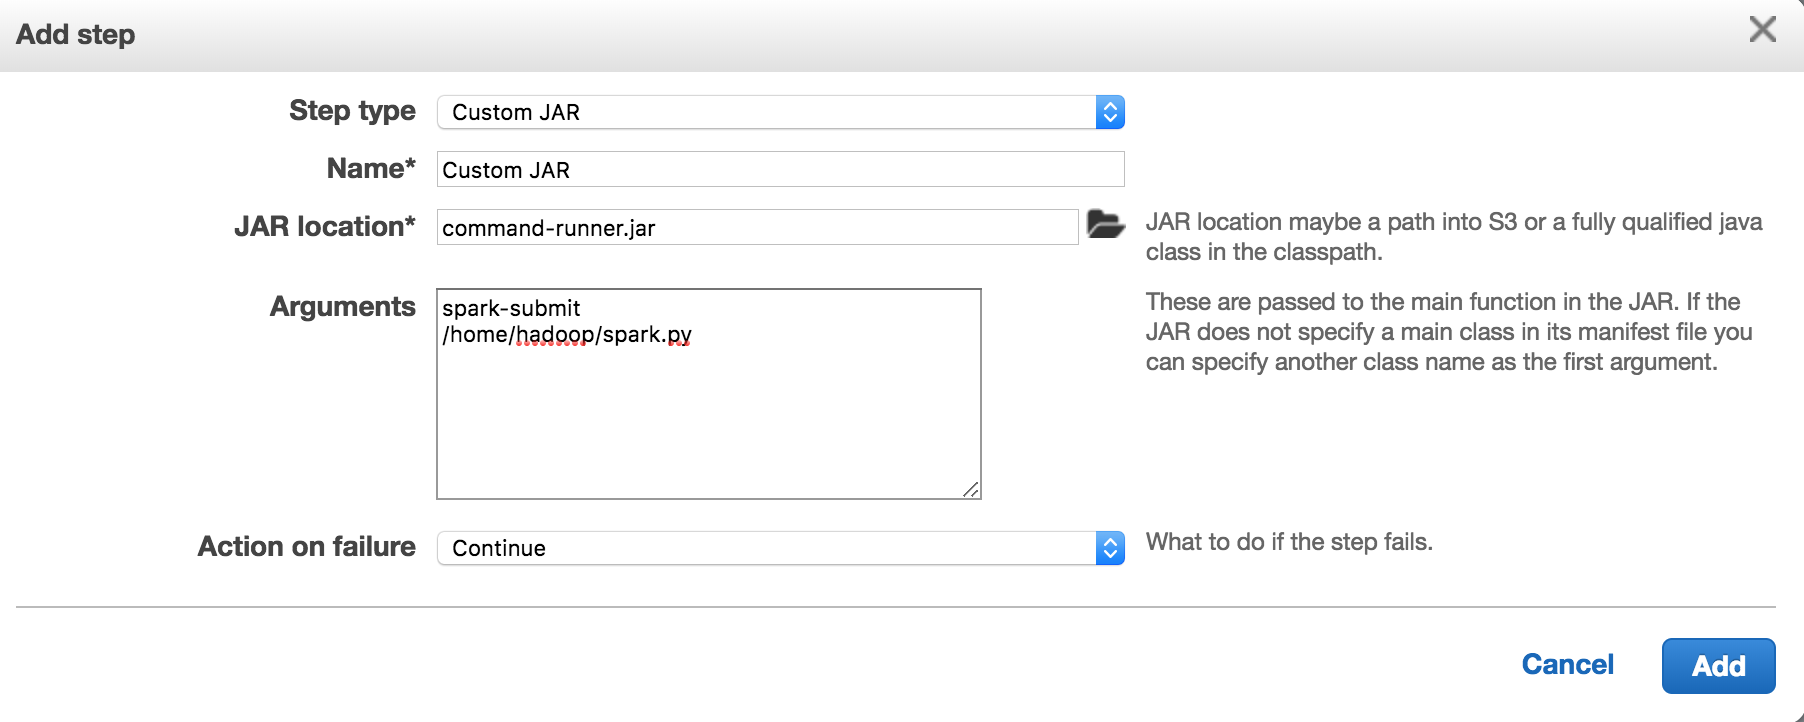 Add step
Step type
Custom JAR
Name*
Custom JAR
JAR location*
command-runner.jar
JAR location maybe a path into S3 or a fully qualified java
class in the classpath.
Arguments
spark-submit
/home/hadoop/spark.py
These are passed to the main function in the JAR. If the
JAR does not specify a main class in its manifest file you
can specify another class name as the first argument.
Action on failure
Continue
What to do if the step fails.
Cancel
Add